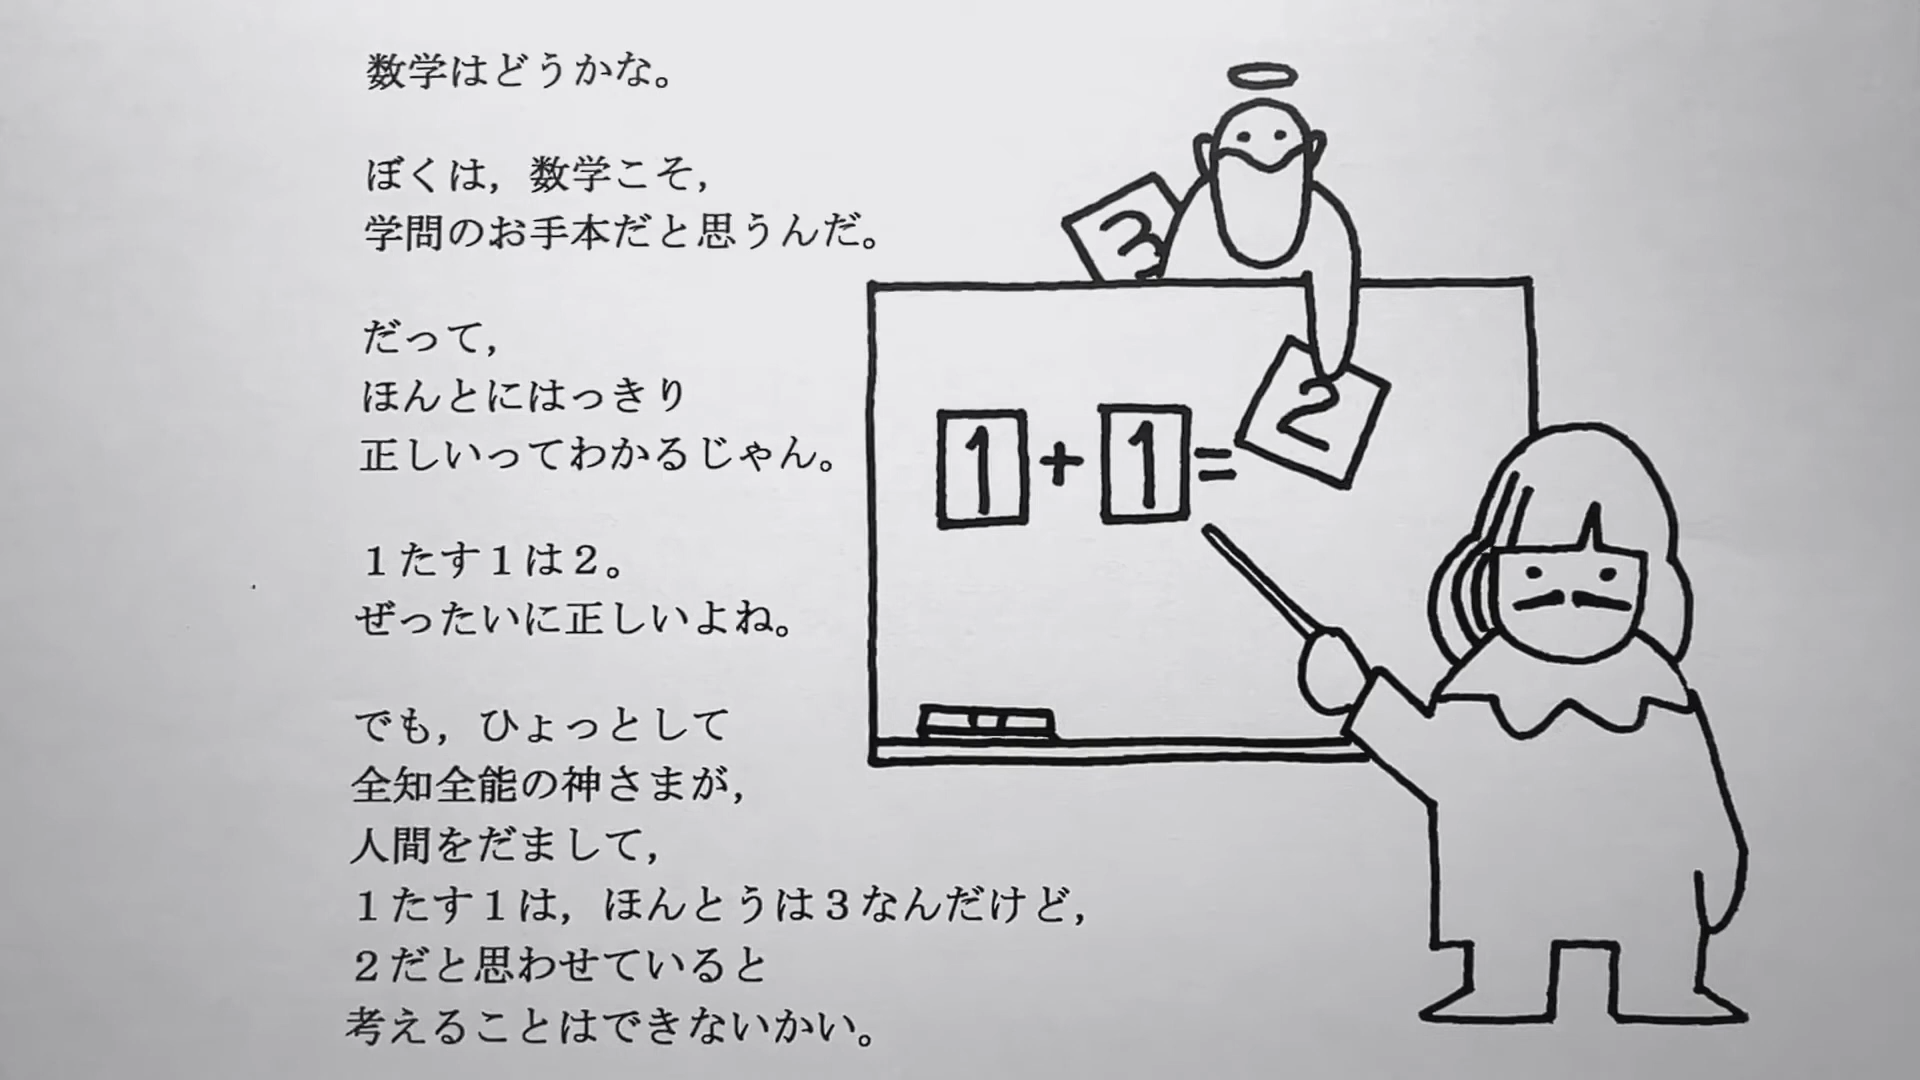 数学はどうかな。
ぼくは，数学こそ，
学問のお手本だと思うんだ。
だって，
ほんとにはっきり
正しいってわかるじゃん。
１たす１は２。
ぜったいに正しいよね。
でも，ひょっとして
全知全能の神さまが，
人間をだまして，
１たす１は，ほんとうは３なんだけど，
２だと思わせていると
考えることはできないかい。
3
1+1=2